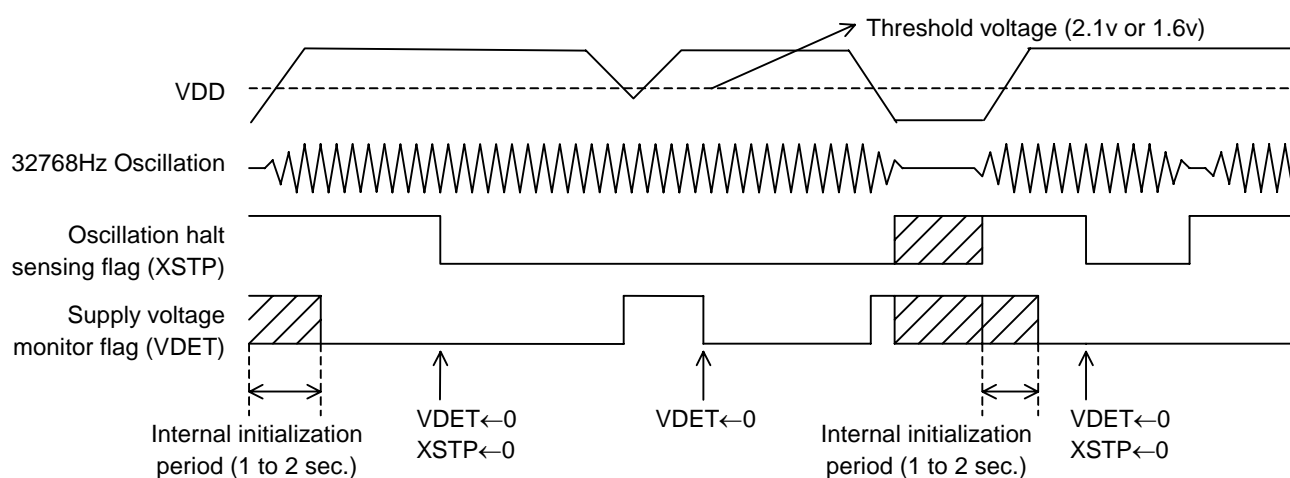 Threshold voltage (2.1v or 1.6v)
VDD
32768Hz Oscillation
Oscillation halt
sensing flag (XSTP)
Supply voltage
monitor flag (VDET)
Internal initialization
period (1 to 2 sec.)
VDET←0
XSTP←0
VDET←0
Internal initialization
period (1 to 2 sec.)
VDET←0
XSTP←0